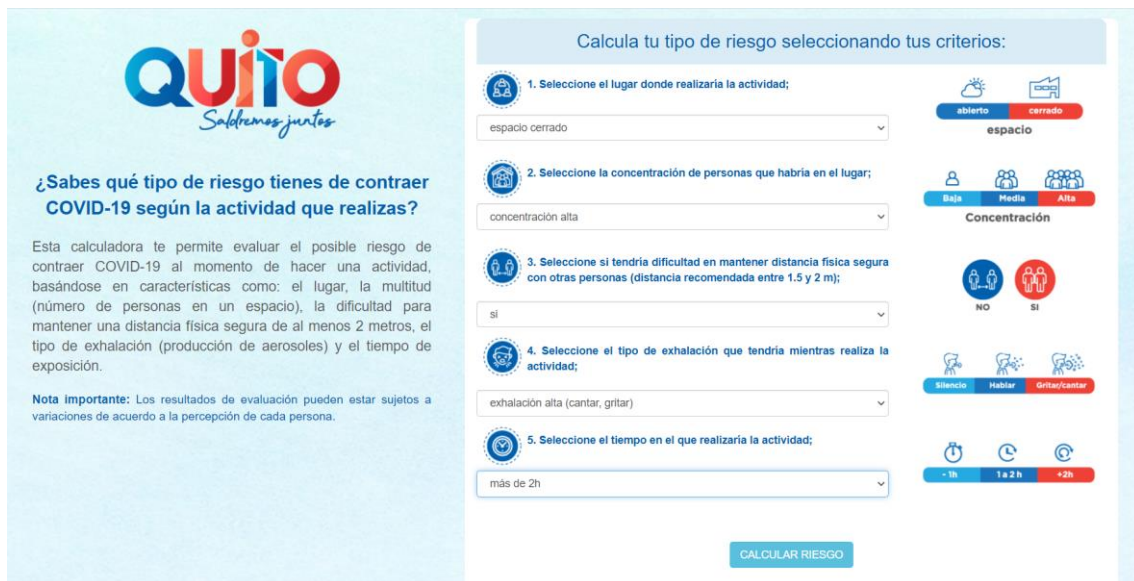 QUITO
Saldremos juntos
¿Sabes qué tipo de riesgo tienes de contraer
COVID-19 según la actividad que realizas?
Esta calculadora te permite evaluar el posible riesgo de
contraer COVID-19 al momento de hacer una actividad,
basándose en características como: el lugar, la multitud
(número de personas en un espacio), la dificultad para
mantener una distancia física segura de al menos 2 metros, el
tipo de exhalación (producción de aerosoles) y el tiempo de
exposición.
Nota importante: Los resultados de evaluación pueden estar sujetos a
variaciones de acuerdo a la percepción de cada persona.
Calcula tu tipo de riesgo seleccionando tus criterios:
1. Seleccione el lugar donde realizaría la actividad;
espacio cerrado
abierto cerrado
espacio
2. Seleccione la concentración de personas que habría en el lugar;
concentración alta
Baja Media Alta
Concentración
3. Seleccione si tendría dificultad en mantener distancia física segura
con otras personas (distancia recomendada entre 1.5 y 2 m);
si
NO SI
4. Seleccione el tipo de exhalación que tendría mientras realiza la
actividad;
exhalación alta (cantar, gritar)
Silencio Hablar Gritar/cantar
5. Seleccione el tiempo en el que realizaría la actividad;
más de 2h
- 1h 1 a 2 h +2h
CALCULAR RIESGO